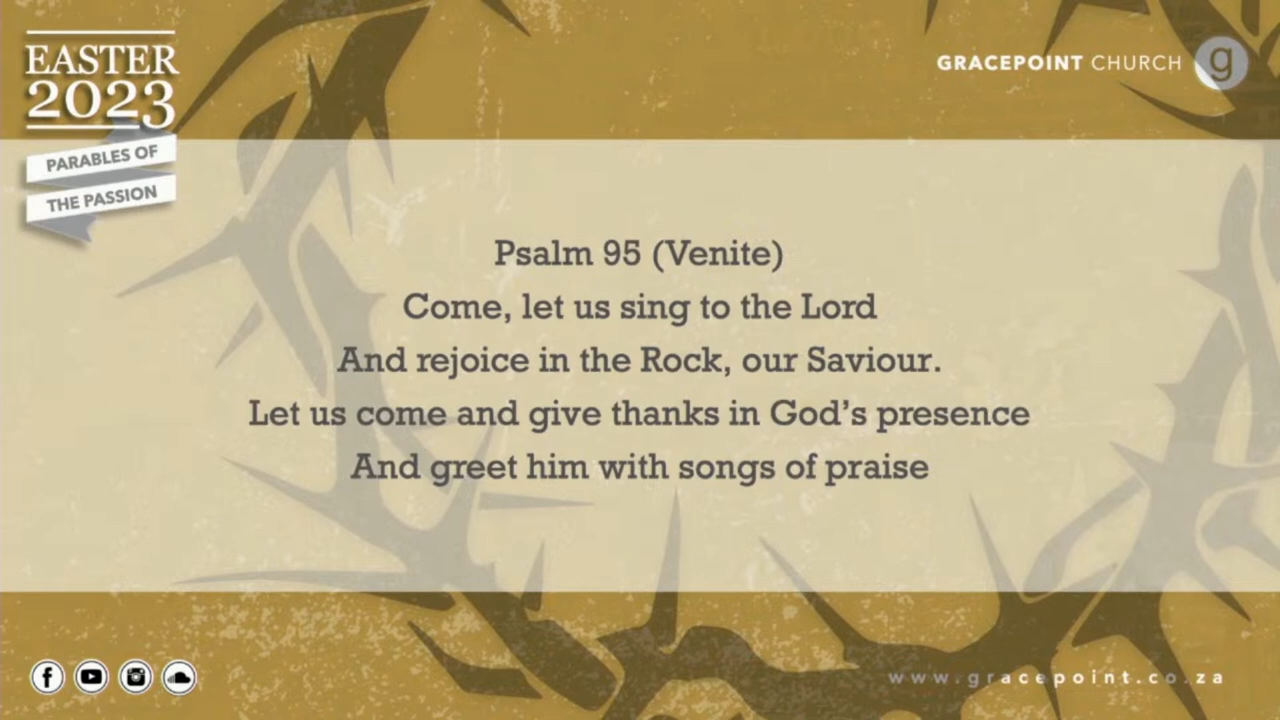 EASTER
2023
PARABLES OF
THE PASSION
GRACEPOINT CHURCH g
Psalm 95 (Venite)
Come, let us sing to the Lord
And rejoice in the Rock, our Saviour.
Let us come and give thanks in God’s presence
And greet him with songs of praise
www.gracepoint.co.za